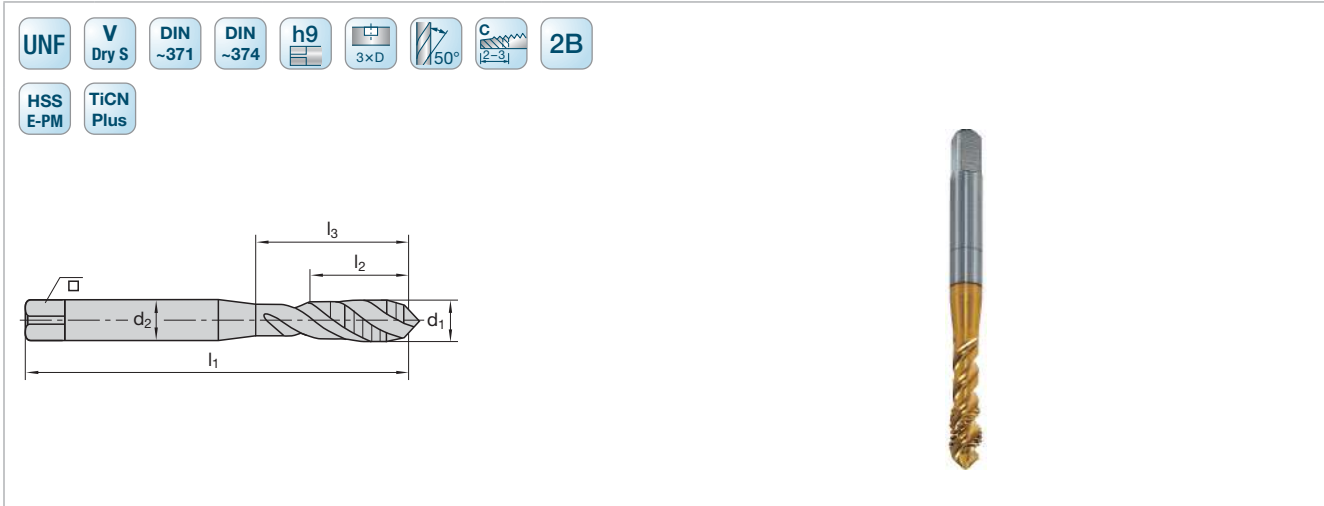 UNF
V
Dry S
DIN
~371
DIN
~374
h9
3×D
50°
C
2–3
2B
HSS
E-PM
TiCN
Plus
l3
l2
d2
d1
l1